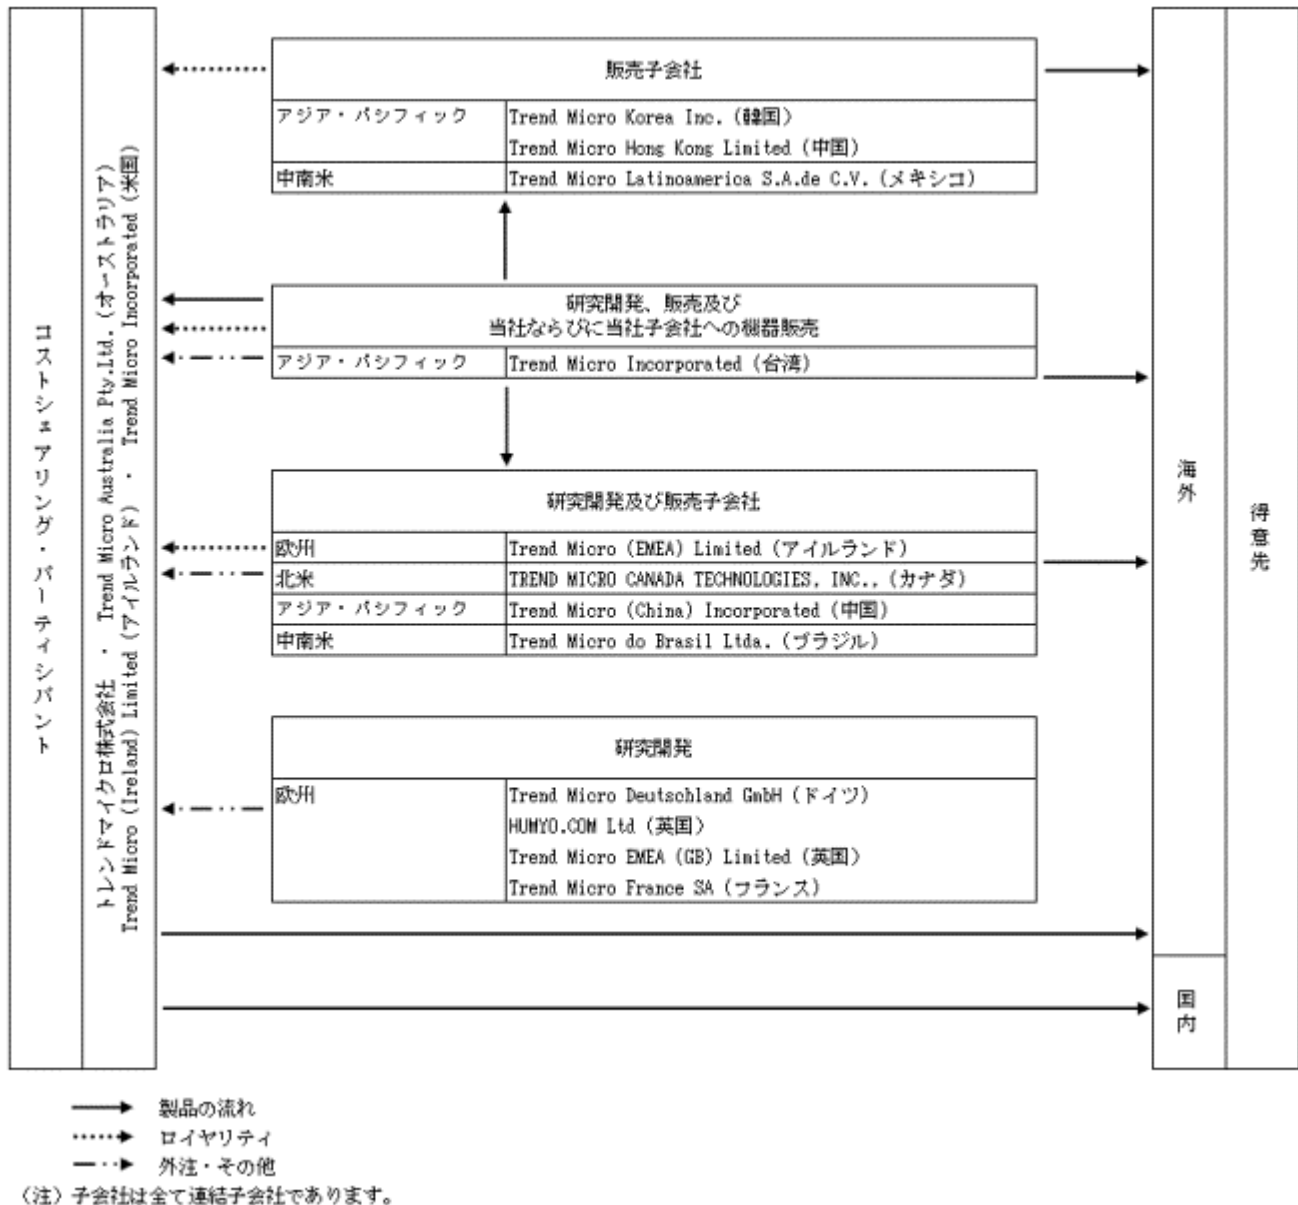 コストシェアリング・パーティシパント
トレンドマイクロ株式会社 ・ Trend Micro Australia Pty.Ltd.（オーストラリア）
Trend Micro (Ireland) Limited（アイルランド） ・ Trend Micro Incorporated（米国）
販売子会社
アジア・パシフィック Trend Micro Korea Inc.（韓国）
Trend Micro Hong Kong Limited（中国）
中南米 Trend Micro Latinoamerica S.A.de C.V.（メキシコ）
研究開発、販売及び
当社ならびに当社子会社への機器販売
アジア・パシフィック Trend Micro Incorporated（台湾）
研究開発及び販売子会社
欧州 Trend Micro (EMEA) Limited（アイルランド）
北米 TREND MICRO CANADA TECHNOLOGIES, INC.,（カナダ）
アジア・パシフィック Trend Micro (China) Incorporated（中国）
中南米 Trend Micro do Brasil Ltda.（ブラジル）
研究開発
欧州 Trend Micro Deutschland GmbH（ドイツ）
HUMYO.COM Ltd（英国）
Trend Micro EMEA (GB) Limited（英国）
Trend Micro France SA（フランス）
海外
国内
得意先
製品の流れ
ロイヤリティ
外注・その他
（注）子会社は全て連結子会社であります。